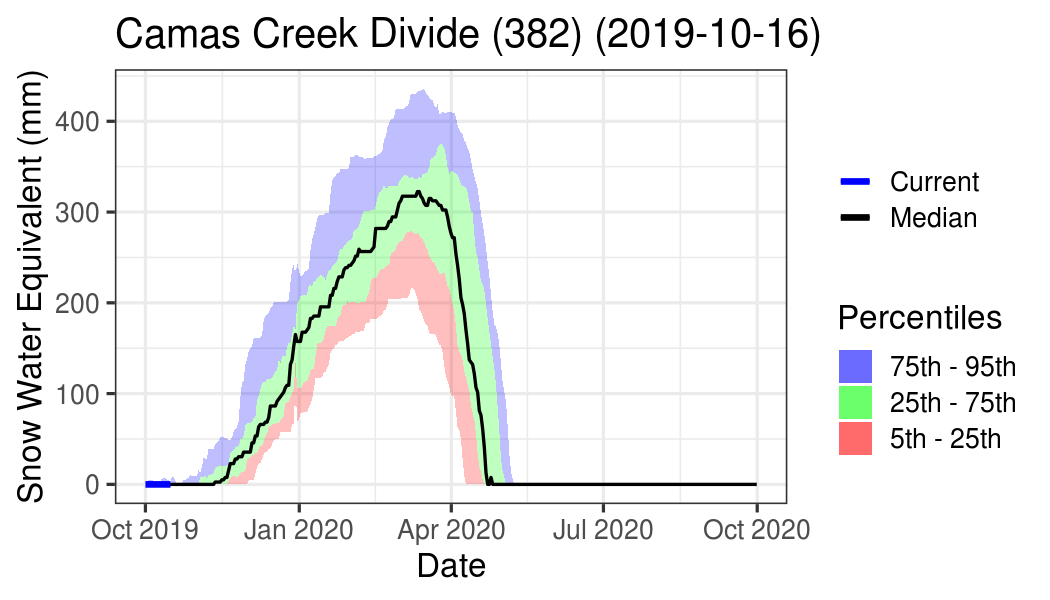 Camas Creek Divide (382) (2019-10-16)
Snow Water Equivalent (mm)
400
300
200
100
0
Oct 2019
Jan 2020
Apr 2020
Jul 2020
Oct 2020
Date
Current
Median
Percentiles
75th - 95th
25th - 75th
5th - 25th